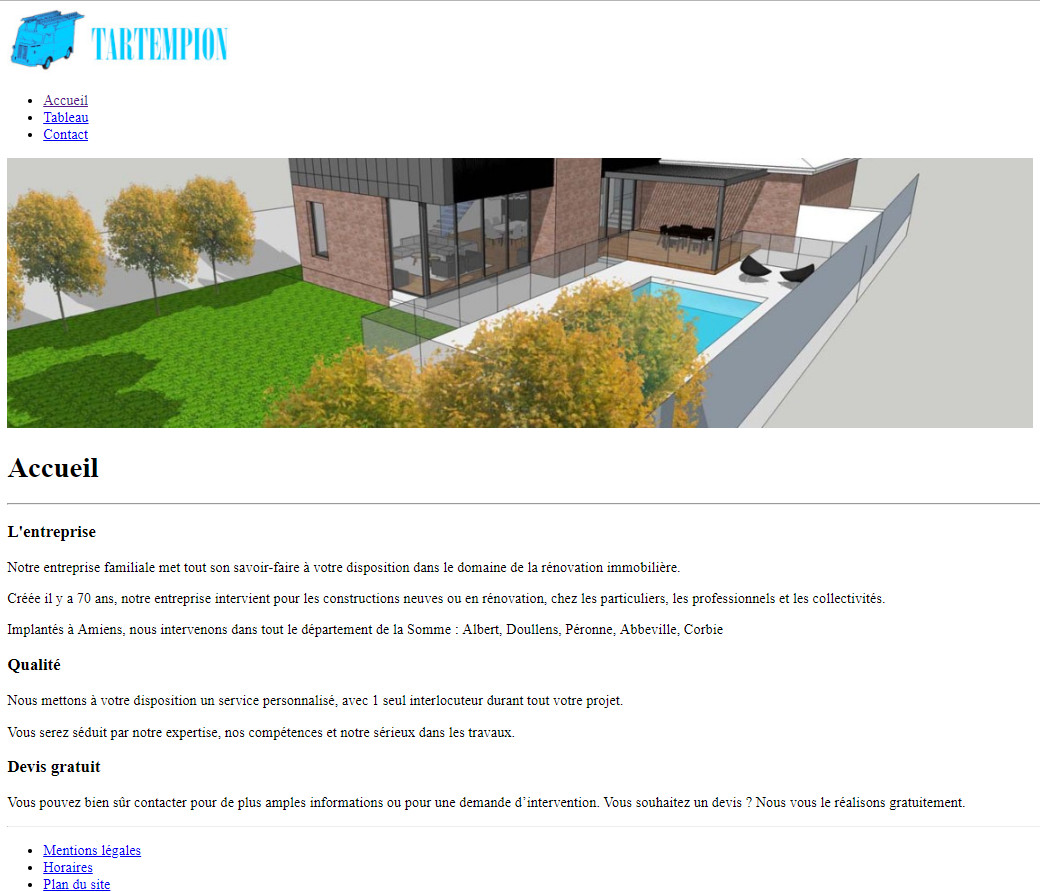 TARTEMPION
Accueil
Tableau
Contact
Accueil
L'entreprise
Notre entreprise familiale met tout son savoir-faire à votre disposition dans le domaine de la rénovation immobilière.
Créée il y a 70 ans, notre entreprise intervient pour les constructions neuves ou en rénovation, chez les particuliers, les professionnels et les collectivités.
Implantés à Amiens, nous intervenons dans tout le département de la Somme : Albert, Doullens, Péronne, Abbeville, Corbie
Qualité
Nous mettons à votre disposition un service personnalisé, avec 1 seul interlocuteur durant tout votre projet.
Vous serez séduit par notre expertise, nos compétences et notre sérieux dans les travaux.
Devis gratuit
Vous pouvez bien sûr contacter pour de plus amples informations ou pour une demande d’intervention. Vous souhaitez un devis ? Nous vous le réalisons gratuitement.
Mentions légales
Horaires
Plan du site